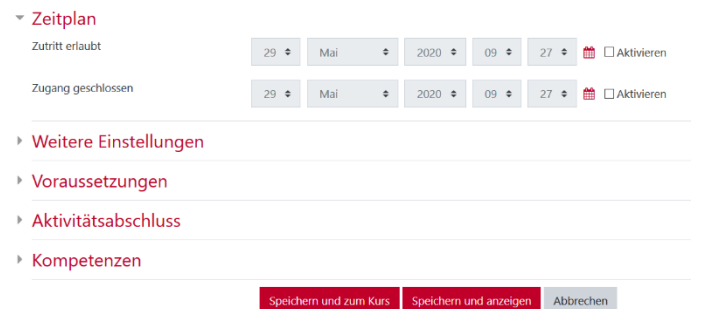 Zeitplan
Zutritt erlaubt 29 Mai 2020 09 27 Aktivieren
Zugang geschlossen 29 Mai 2020 09 27 Aktivieren
Weitere Einstellungen
Voraussetzungen
Aktivitätsabschluss
Kompetenzen
Speichern und zum Kurs Speichern und anzeigen Abbrechen